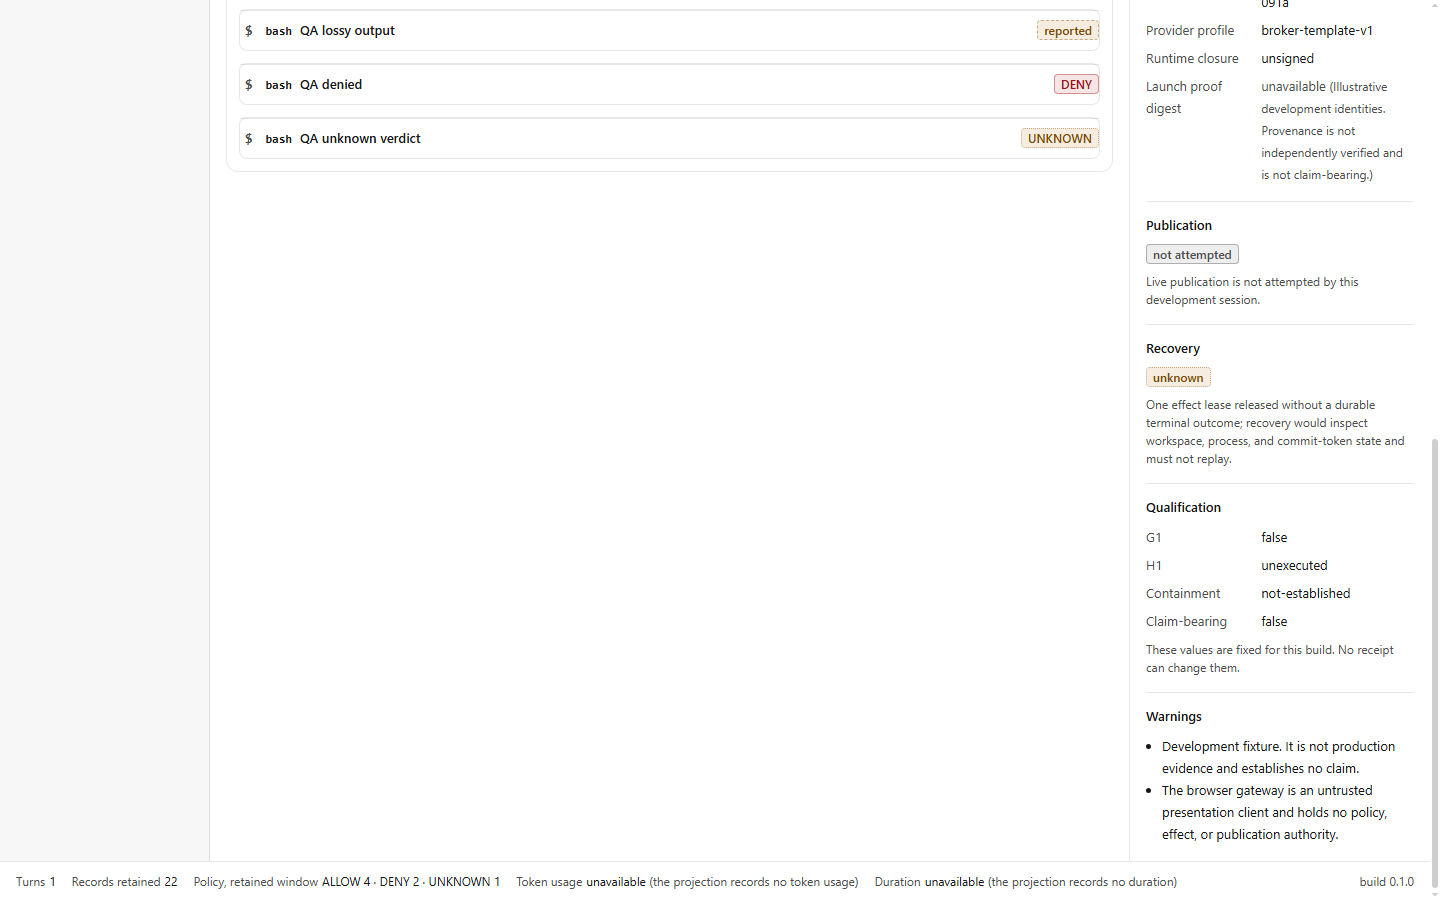 $ bash QA lossy output reported
$ bash QA denied DENY
$ bash QA unknown verdict UNKNOWN
091a
Provider profile broker-template-v1
Runtime closure unsigned
Launch proof digest
unavailable (Illustrative
development identities.
Provenance is not
independently verified and
is not claim-bearing.)
Publication
not attempted
Live publication is not attempted by this
development session.
Recovery
unknown
One effect lease released without a durable
terminal outcome; recovery would inspect
workspace, process, and commit-token state and
must not replay.
Qualification
G1 false
H1 unexecuted
Containment not-established
Claim-bearing false
These values are fixed for this build. No receipt
can change them.
Warnings
• Development fixture. It is not production
evidence and establishes no claim.
• The browser gateway is an untrusted
presentation client and holds no policy,
effect, or publication authority.
Turns 1 Records retained 22 Policy, retained window ALLOW 4 · DENY 2 · UNKNOWN 1 Token usage unavailable (the projection records no token usage) Duration unavailable (the projection records no duration) build 0.1.0